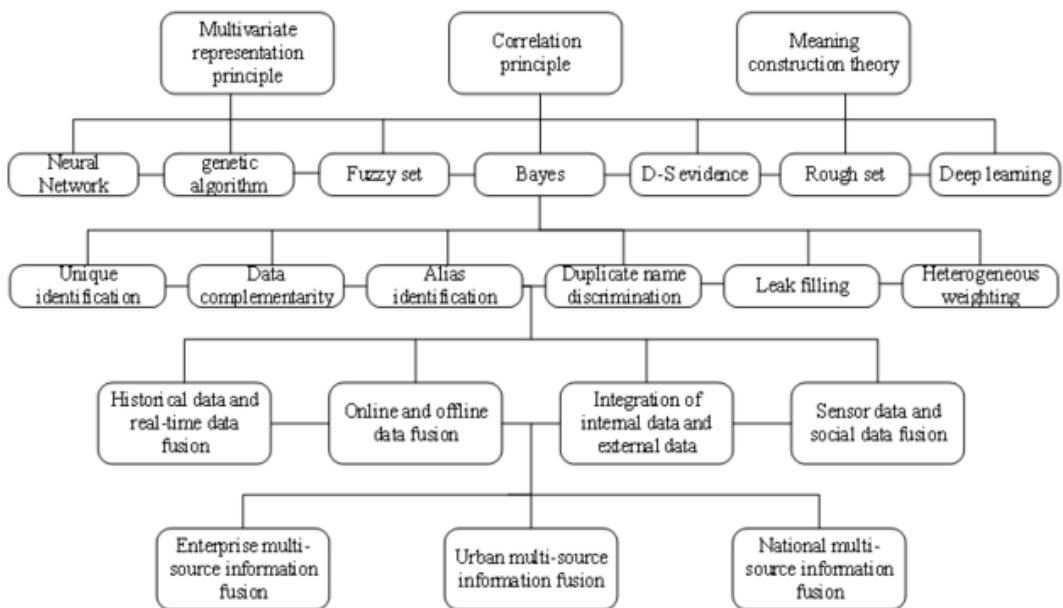 Multivariate
representation
principle
Correlation
principle
Meaning
construction theory
Neural
Network
genetic
algorithm
Fuzzy set
Bayes
D-S evidence
Rough set
Deep learning
Unique
identification
Data
complementarity
Alias
identification
Duplicate name
discrimination
Leak filling
Heterogeneous
weighting
Historical data and
real-time data
fusion
Online and offline
data fusion
Integration of
internal data and
external data
Sensor data and
social data fusion
Enterprise multi-
source information
fusion
Urban multi-source
information fusion
National multi-
source information
fusion